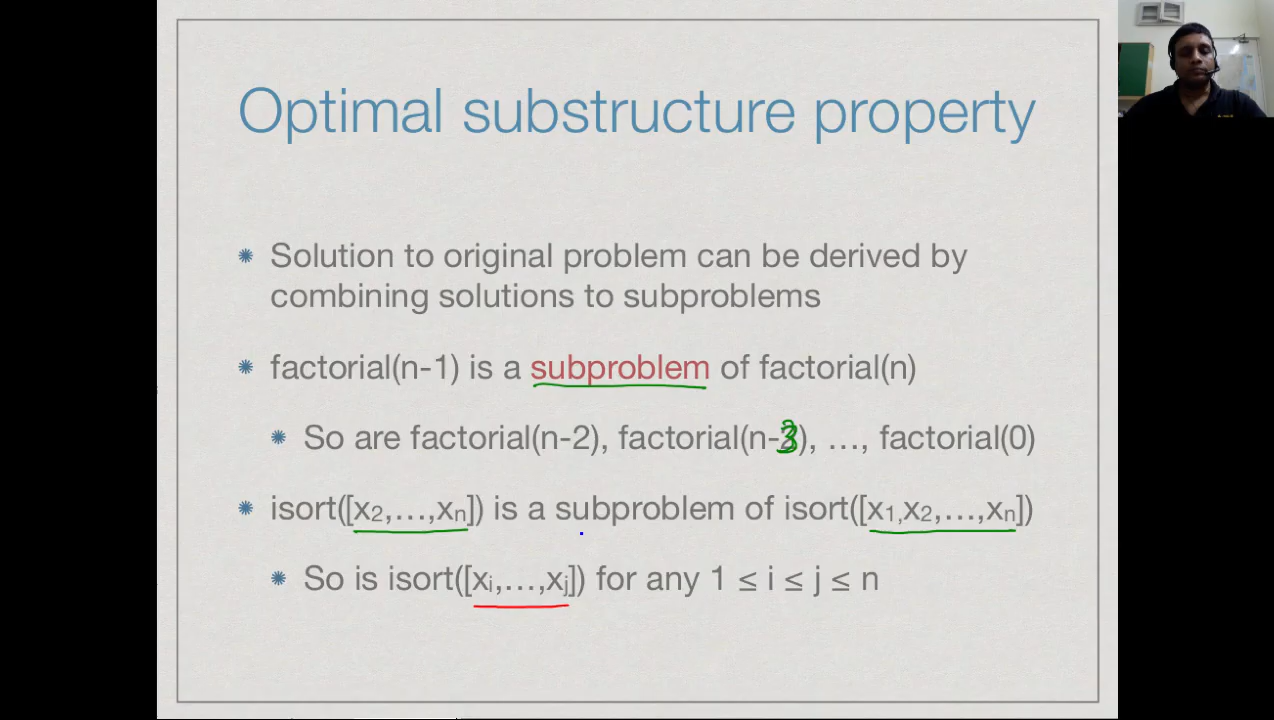 Optimal substructure property
Solution to original problem can be derived by
combining solutions to subproblems
factorial(n-1) is a subproblem of factorial(n)
So are factorial(n-2), factorial(n-3), …, factorial(0)
isort([x₂,…,xₙ]) is a subproblem of isort([x₁,x₂,…,xₙ])
So is isort([xᵢ,…,xⱼ]) for any 1 ≤ i ≤ j ≤ n